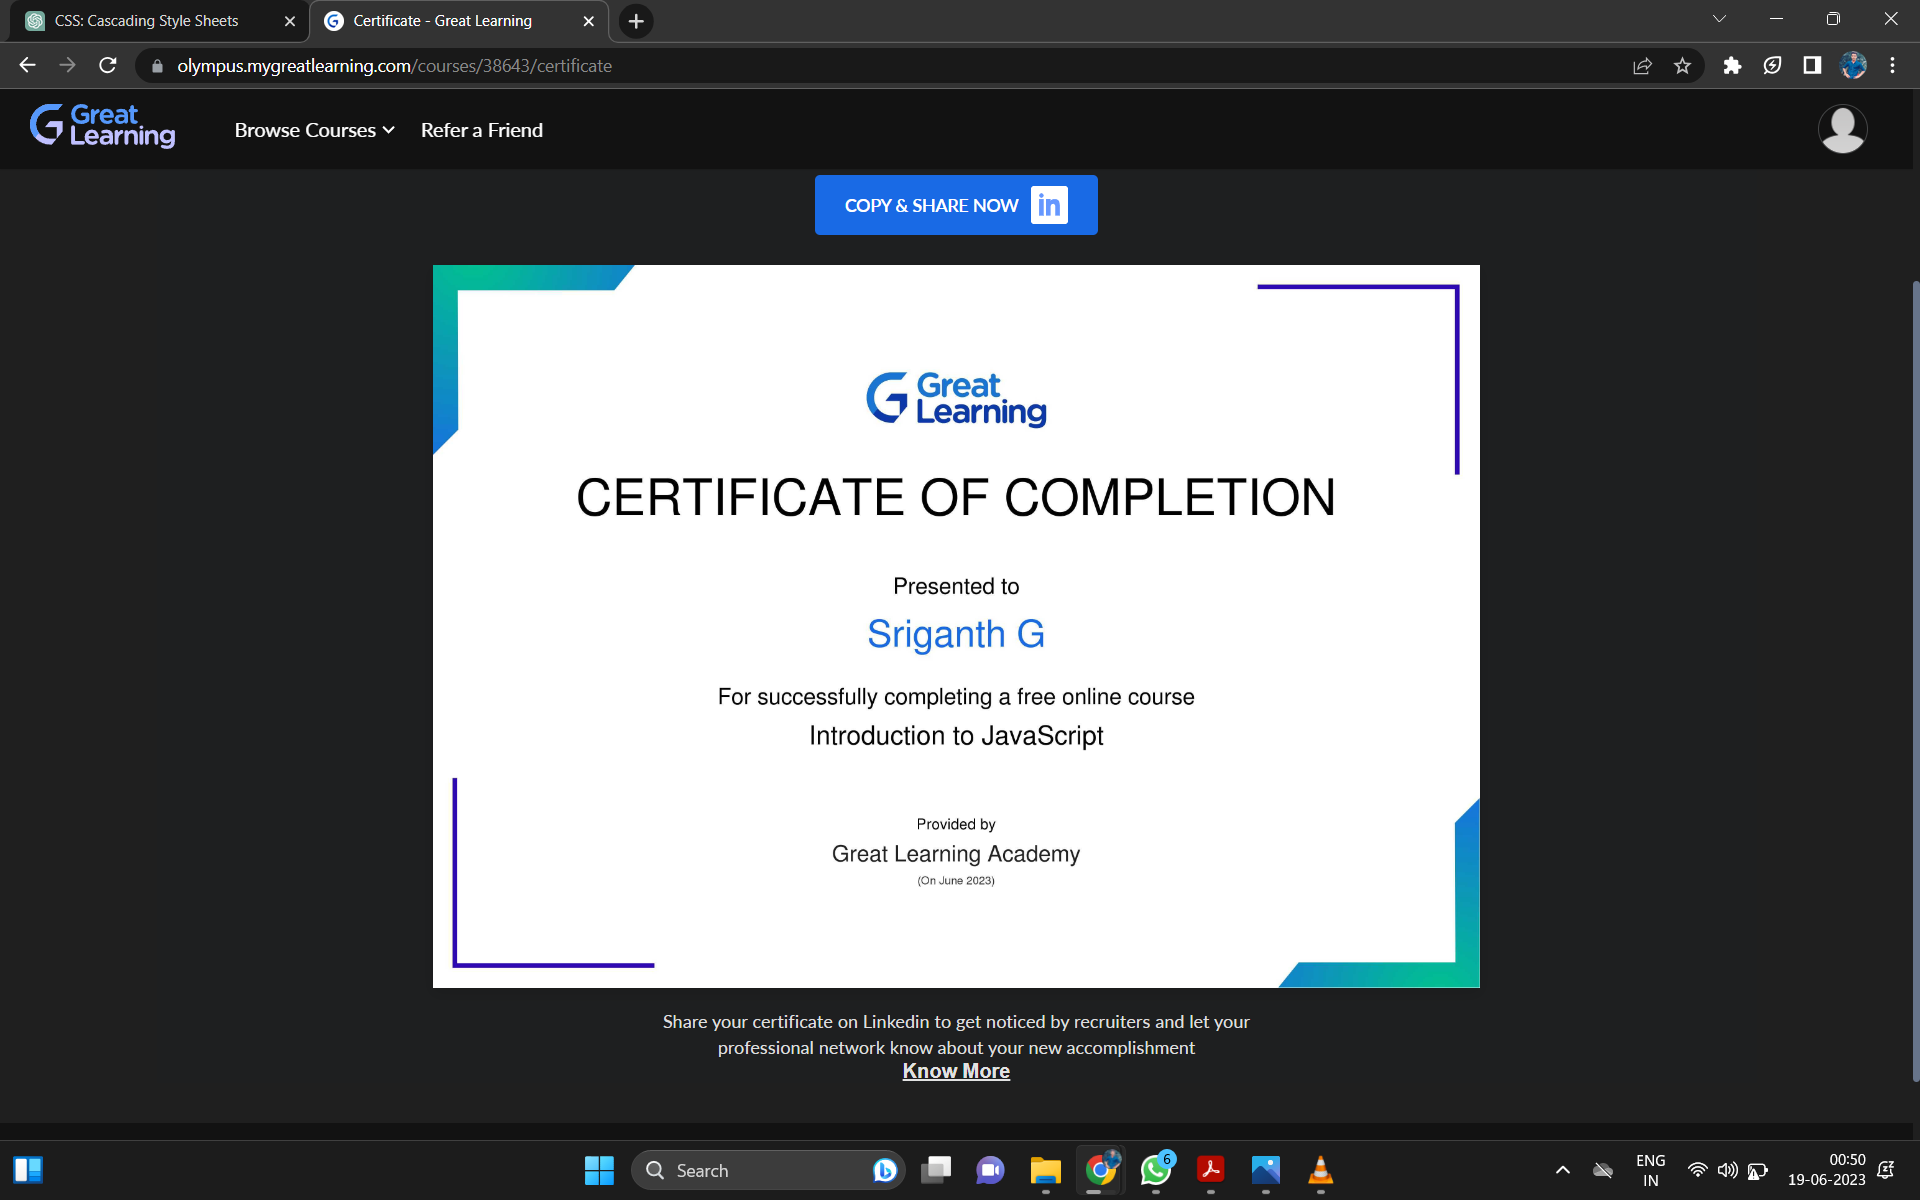 CSS: Cascading Style Sheets
Certificate - Great Learning
olympus.mygreatlearning.com/courses/38643/certificate
Great
Learning
Browse Courses
Refer a Friend
COPY & SHARE NOW in
Great
Learning
CERTIFICATE OF COMPLETION
Presented to
Sriganth G
For successfully completing a free online course
Introduction to JavaScript
Provided by
Great Learning Academy
(On June 2023)
Share your certificate on Linkedin to get noticed by recruiters and let your
professional network know about your new accomplishment
Know More
Search
6
ENG
IN
00:50
19-06-2023